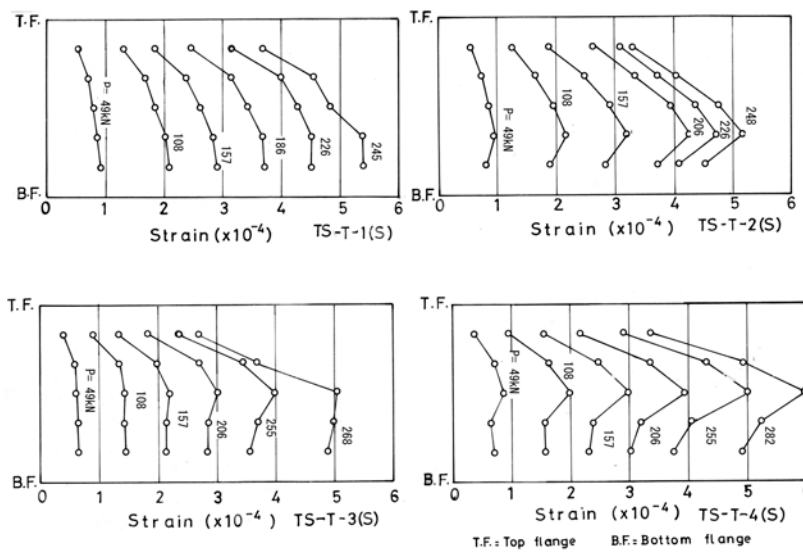 T.F.
P= 49kN
108
157
186
226
245
B.F.
0 1 2 3 4 5 6
Strain (x10⁻⁴) TS-T-1(S)
P= 49kN
108
157
206
226
248
0 1 2 3 4 5 6
Strain (x10⁻⁴) TS-T-2(S)
T.F.
P= 49kN
108
157
206
255
268
B.F.
0 1 2 3 4 5 6
Strain (x10⁻⁴) TS-T-3(S)
T.F.
P= 49kN
108
157
206
255
282
B.F.
0 1 2 3 4 5
Strain (x10⁻⁴) TS-T-4(S)
T.F.= Top flange B.F.= Bottom flange